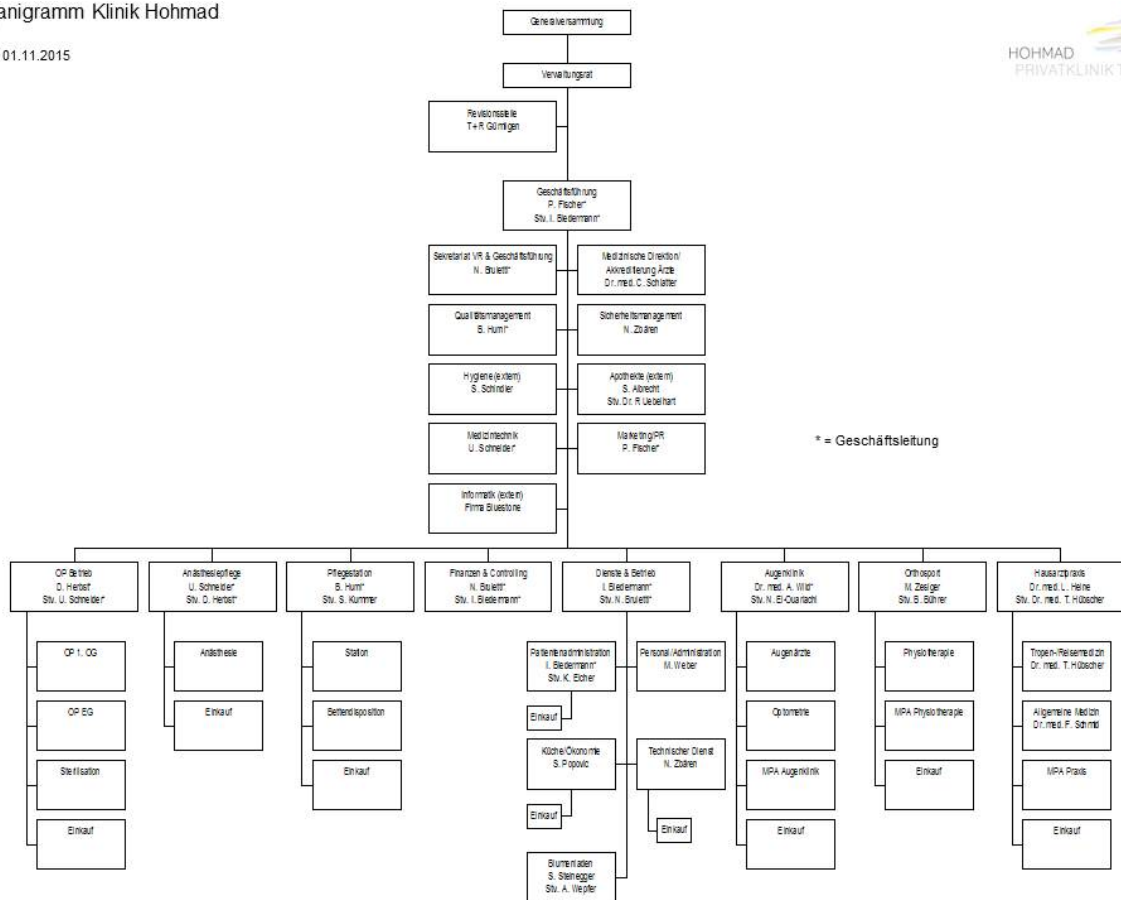 anigramm Klinik Hohmad
01.11.2015
HOHMAD
PRIVATKLINIK T
Generalversammlung
Verwaltungsrat
Revisionsstelle
T+R Gümligen
Geschäftsführung
P. Fischer*
Stv. I. Biedermann*
Sekretariat VR & Geschäftsführung
N. Bruletti*
Medizinische Direktion/
Akkreditierung Ärzte
Dr. med. C. Schlatter
Qualitätsmanagement
B. Hurni*
Sicherheitsmanagement
N. Zbären
Hygiene (extern)
S. Schindler
Apotheke (extern)
S. Albrecht
Stv. Dr. R Uebelhart
Medizintechnik
U. Schneider*
Marketing/PR
P. Fischer*
* = Geschäftsleitung
Informatik (extern)
Firma Bluestone
OP Betrieb
D. Herbst*
Stv. U. Schneider*
Anästhesiepflege
U. Schneider*
Stv. D. Herbst*
Pflegestation
B. Hurni*
Stv. S. Kummer
Finanzen & Controlling
N. Bruletti*
Stv. I. Biedermann*
Dienste & Betrieb
I. Biedermann*
Stv. N. Bruletti*
Augenklinik
Dr. med. A. Wild*
Stv. N. El-Ouariachi
Orthosport
M. Zesiger
Stv. B. Bührer
Hausarztpraxis
Dr. med. L. Heine
Stv. Dr. med. T. Hübscher
OP 1. OG
OP EG
Sterilisation
Einkauf
Anästhesie
Einkauf
Station
Bettendisposition
Einkauf
Patientenadministration
I. Biedermann*
Stv. K. Eicher
Einkauf
Personal/Administration
M. Weber
Küche/Ökonomie
S. Popovic
Einkauf
Technischer Dienst
N. Zbären
Einkauf
Blumenladen
S. Steinegger
Stv. A. Wepfer
Augenärzte
Optometrie
MPA Augenklinik
Einkauf
Physiotherapie
MPA Physiotherapie
Einkauf
Tropen-/Reisemedizin
Dr. med. T. Hübscher
Allgemeine Medizin
Dr. med. F. Schmid
MPA Praxis
Einkauf